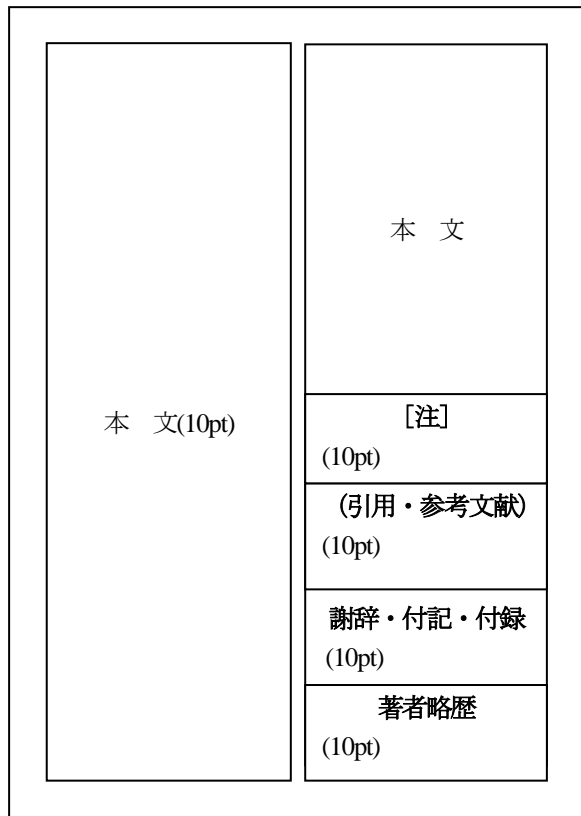 本　文(10pt)
本　文
［注］
(10pt)
（引用・参考文献）
(10pt)
謝辞・付記・付録
(10pt)
著者略歴
(10pt)